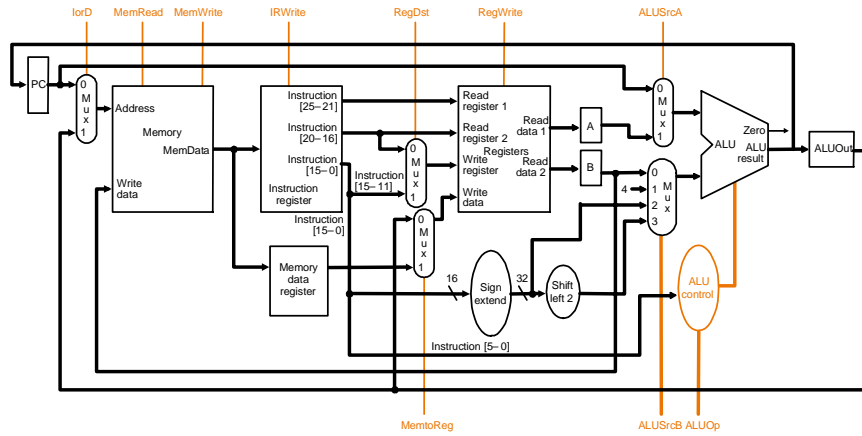 IorD
MemRead
MemWrite
IRWrite
RegDst
RegWrite
ALUSrcA
PC
0
M
u
x
1
Address
Memory
MemData
Write
data
Instruction
[25–21]
Instruction
[20–16]
Instruction
[15–0]
Instruction
register
Instruction
[15–0]
Instruction
[15–11]
Memory
data
register
0
M
u
x
1
0
M
u
x
1
Read
register 1
Read
register 2
Write
register
Write
data
Registers
Read
data 1
Read
data 2
A
B
0
M
u
x
1
4
0
1
2
3
M
u
x
Zero
ALU
ALU
result
ALUOut
16
Sign
extend
32
Shift
left 2
ALU
control
Instruction [5–0]
MemtoReg
ALUSrcB
ALUOp